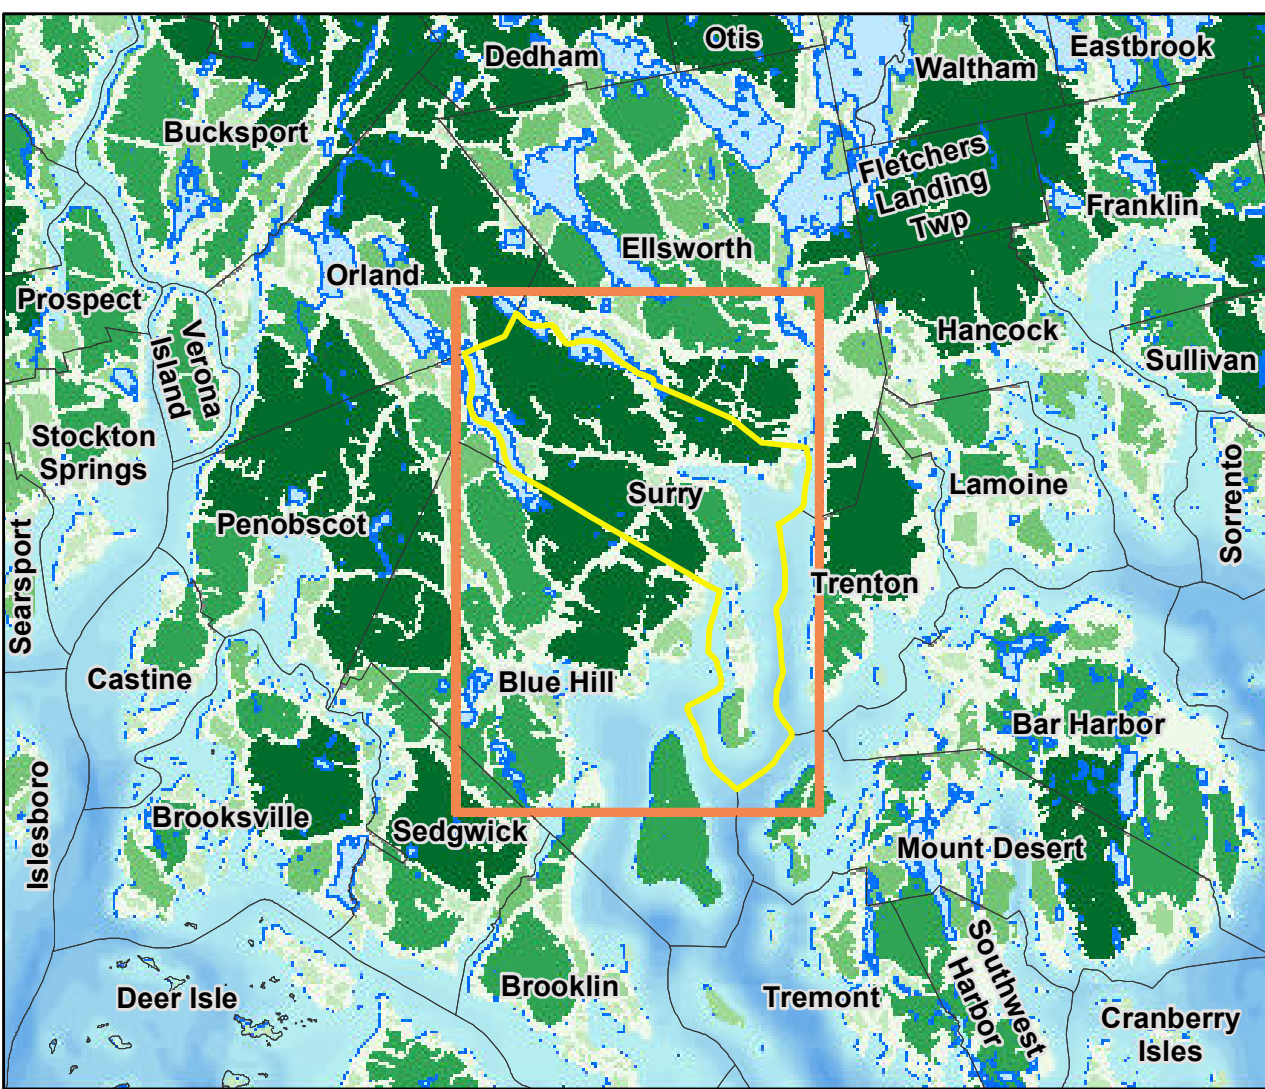 Otis
Dedham
Eastbrook
Waltham
Bucksport
Fletchers
Landing
Twp
Franklin
Ellsworth
Orland
Prospect
Verona
Island
Hancock
Sullivan
Stockton
Springs
Surry
Lamoine
Sorrento
Penobscot
Searsport
Trenton
Castine
Blue Hill
Bar Harbor
Islesboro
Brooksville
Sedgwick
Mount Desert
Southwest
Harbor
Brooklin
Deer Isle
Tremont
Cranberry
Isles